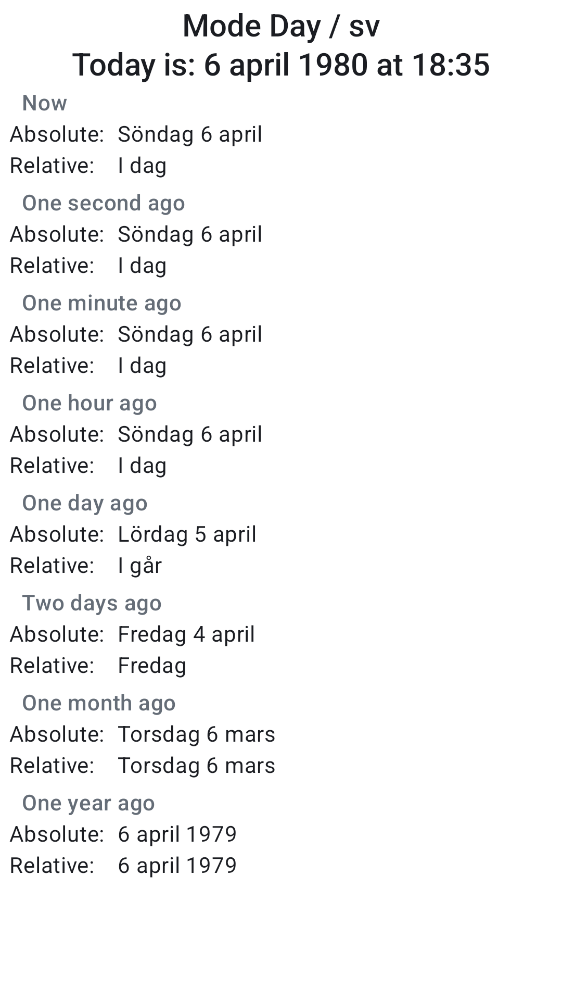 Mode Day / sv
Today is: 6 april 1980 at 18:35
Now
Absolute: Söndag 6 april
Relative: I dag
One second ago
Absolute: Söndag 6 april
Relative: I dag
One minute ago
Absolute: Söndag 6 april
Relative: I dag
One hour ago
Absolute: Söndag 6 april
Relative: I dag
One day ago
Absolute: Lördag 5 april
Relative: I går
Two days ago
Absolute: Fredag 4 april
Relative: Fredag
One month ago
Absolute: Torsdag 6 mars
Relative: Torsdag 6 mars
One year ago
Absolute: 6 april 1979
Relative: 6 april 1979